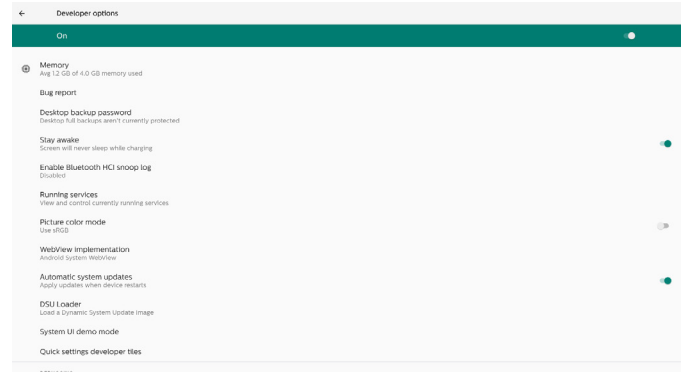 Developer options
On
Memory
Avg 1.2 GB of 4.0 GB memory used
Bug report
Desktop backup password
Desktop full backups aren't currently protected
Stay awake
Screen will never sleep while charging
Enable Bluetooth HCI snoop log
Disabled
Running services
View and control currently running services
Picture color mode
Use sRGB
WebView implementation
Android System WebView
Automatic system updates
Apply updates when device restarts
DSU Loader
Load a Dynamic System Update Image
System UI demo mode
Quick settings developer tiles